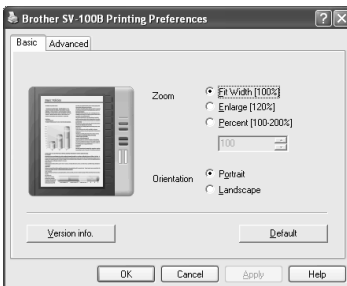 Brother SV-100B Printing Preferences
Basic
Advanced
Zoom
Fit Width [100%]
Enlarge [120%]
Percent [100-200%]
100
Orientation
Portrait
Landscape
Version info.
Default
OK
Cancel
Apply
Help